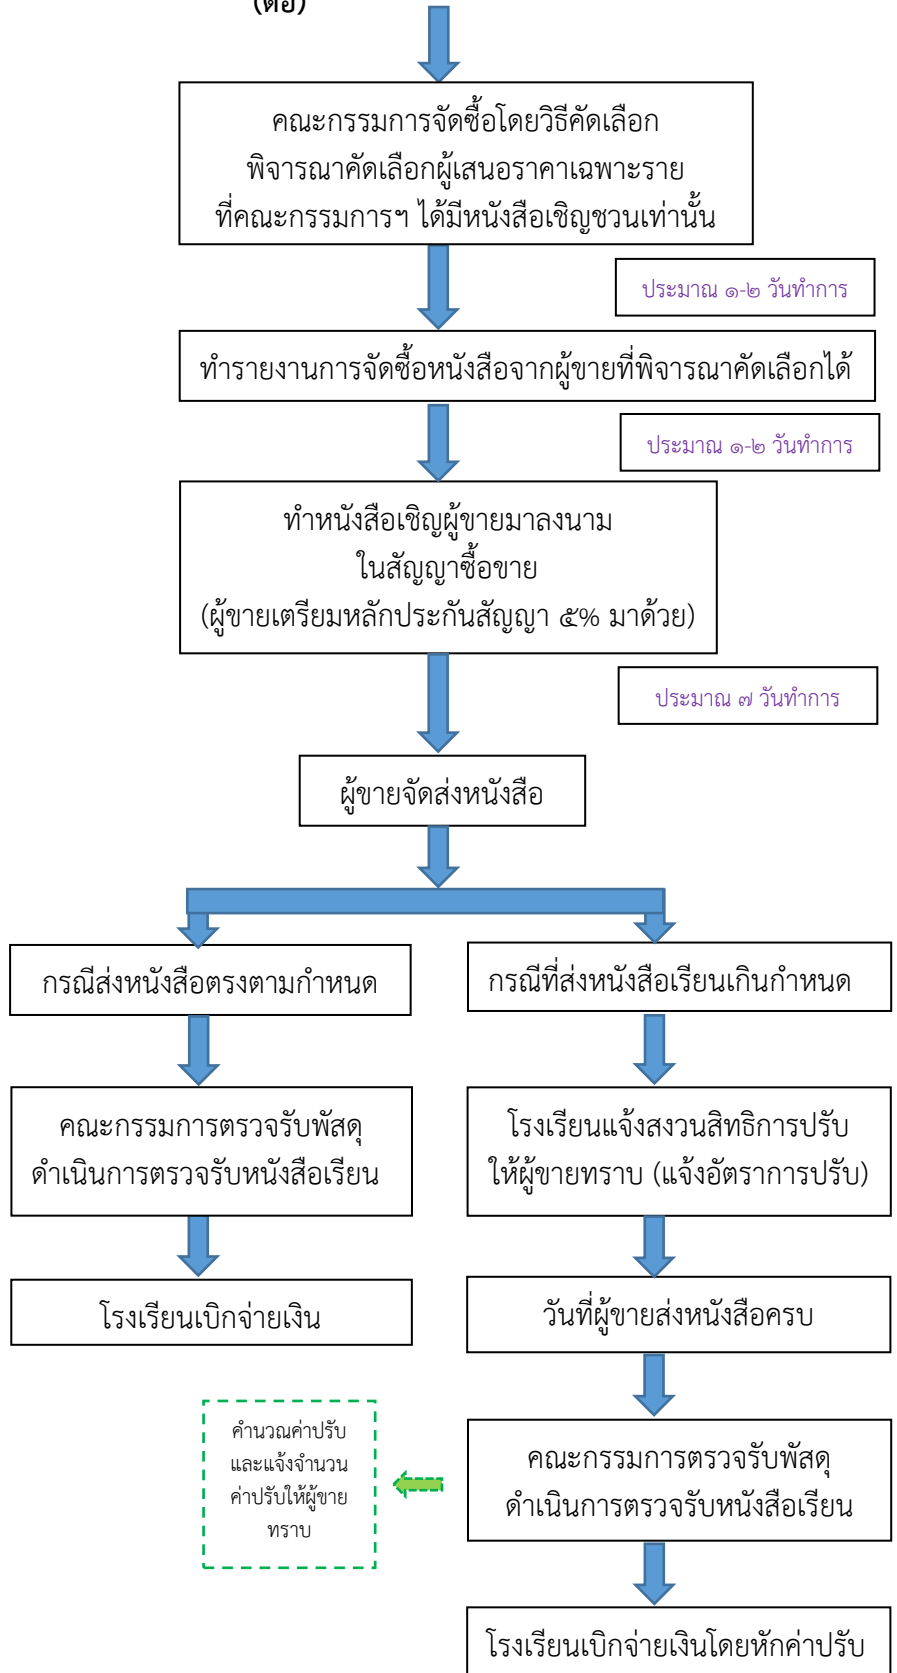 (ต่อ)
คณะกรรมการจัดซื้อโดยวิธีคัดเลือก
พิจารณาคัดเลือกผู้เสนอราคาเฉพาะราย
ที่คณะกรรมการฯ ได้มีหนังสือเชิญชวนเท่านั้น
ประมาณ ๑-๒ วันทำการ
ทำรายงานการจัดซื้อหนังสือจากผู้ขายที่พิจารณาคัดเลือกได้
ประมาณ ๑-๒ วันทำการ
ทำหนังสือเชิญผู้ขายมาลงนาม
ในสัญญาซื้อขาย
(ผู้ขายเตรียมหลักประกันสัญญา ๕% มาด้วย)
ประมาณ ๗ วันทำการ
ผู้ขายจัดส่งหนังสือ
กรณีส่งหนังสือตรงตามกำหนด
คณะกรรมการตรวจรับพัสดุ
ดำเนินการตรวจรับหนังสือเรียน
โรงเรียนเบิกจ่ายเงิน
กรณีที่ส่งหนังสือเรียนเกินกำหนด
โรงเรียนแจ้งสงวนสิทธิการปรับ
ให้ผู้ขายทราบ (แจ้งอัตราการปรับ)
วันที่ผู้ขายส่งหนังสือครบ
คณะกรรมการตรวจรับพัสดุ
ดำเนินการตรวจรับหนังสือเรียน
คำนวณค่าปรับ
และแจ้งจำนวน
ค่าปรับให้ผู้ขาย
ทราบ
โรงเรียนเบิกจ่ายเงินโดยหักค่าปรับ